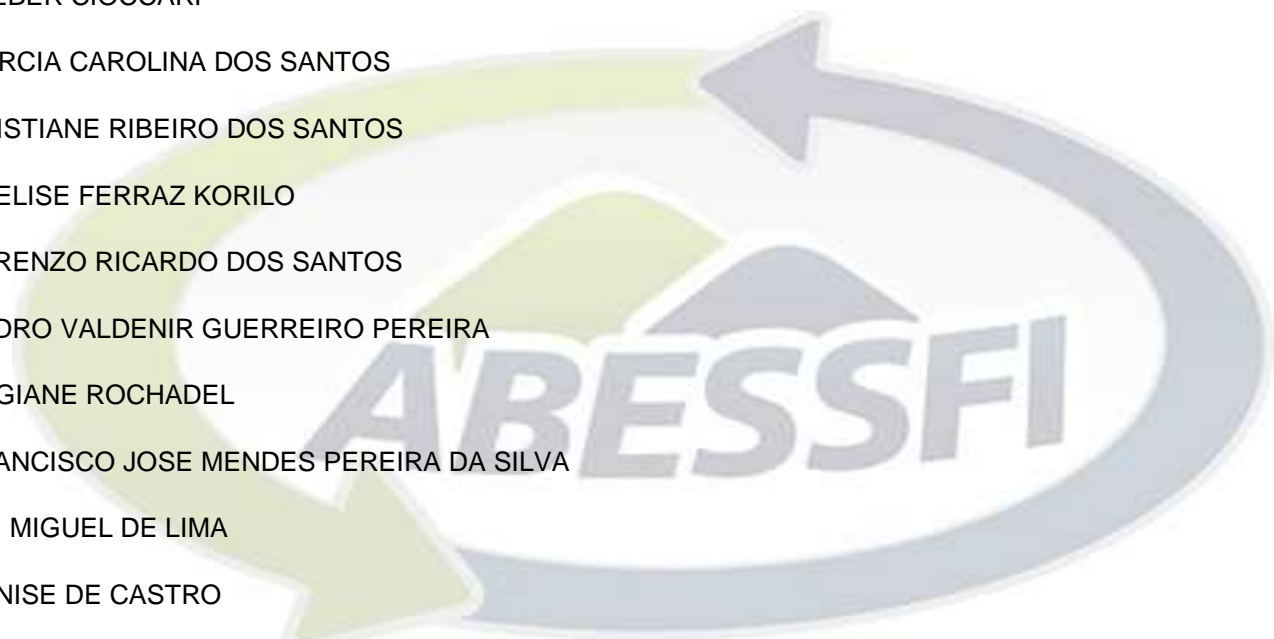 RCIA CAROLINA DOS SANTOS
ISTIANE RIBEIRO DOS SANTOS
ELISE FERRAZ KORILO
RENZO RICARDO DOS SANTOS
DRO VALDENIR GUERREIRO PEREIRA
GIANE ROCHADEL
ANCISCO JOSE MENDES PEREIRA DA SILVA
MIGUEL DE LIMA
NISE DE CASTRO
ABESSFI